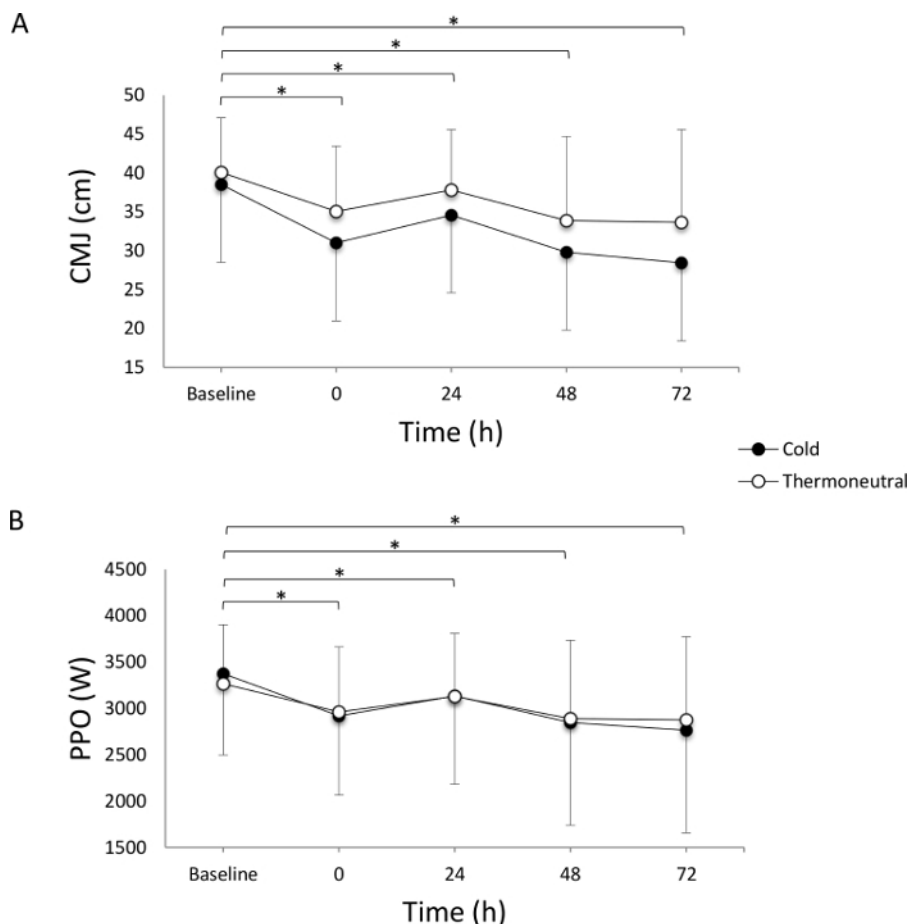 A
*
*
*
*
50
45
40
35
30
25
20
15
CMJ (cm)
Baseline 0 24 48 72
Time (h)
Cold
Thermoneutral
B
*
*
*
*
4500
4000
3500
3000
2500
2000
1500
PPO (W)
Baseline 0 24 48 72
Time (h)